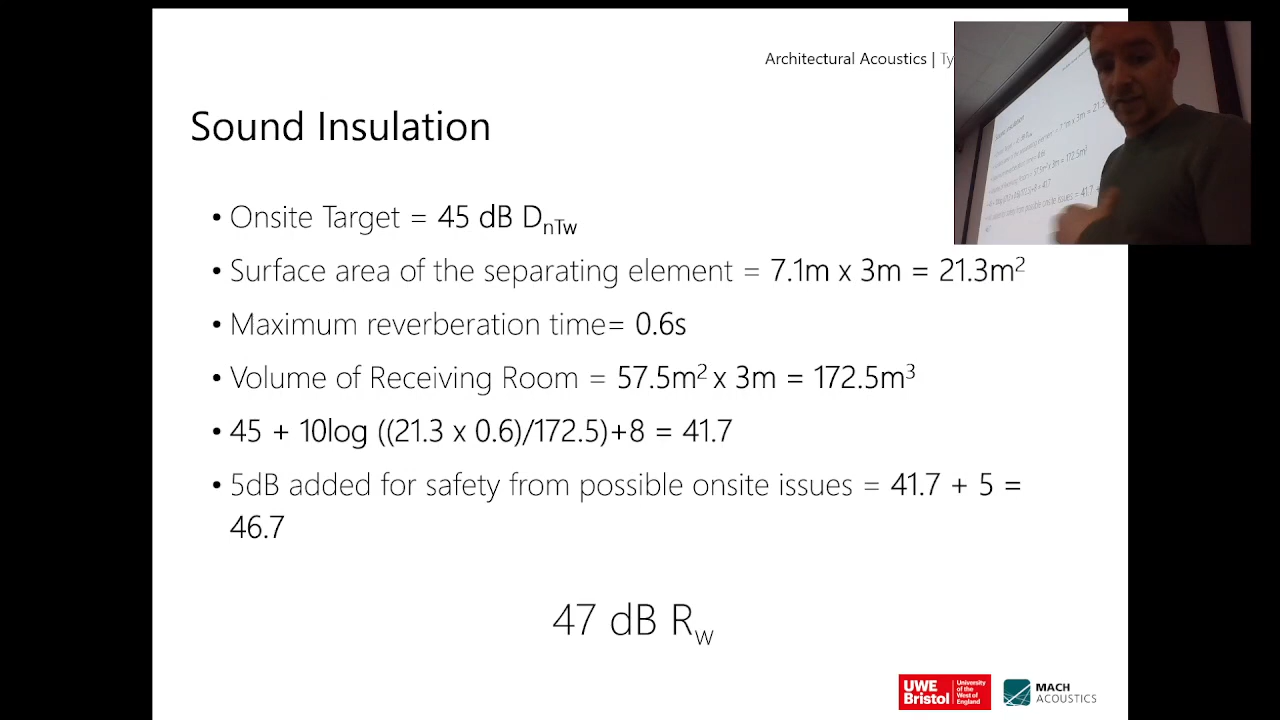 Architectural Acoustics | Ty
Sound Insulation
• Onsite Target = 45 dB DnTw
• Surface area of the separating element = 7.1m x 3m = 21.3m²
• Maximum reverberation time= 0.6s
• Volume of Receiving Room = 57.5m² x 3m = 172.5m³
• 45 + 10log ((21.3 x 0.6)/172.5)+8 = 41.7
• 5dB added for safety from possible onsite issues = 41.7 + 5 =
46.7
47 dB Rw
UWE
Bristol
University
of the
West of
England
MACH
ACOUSTICS